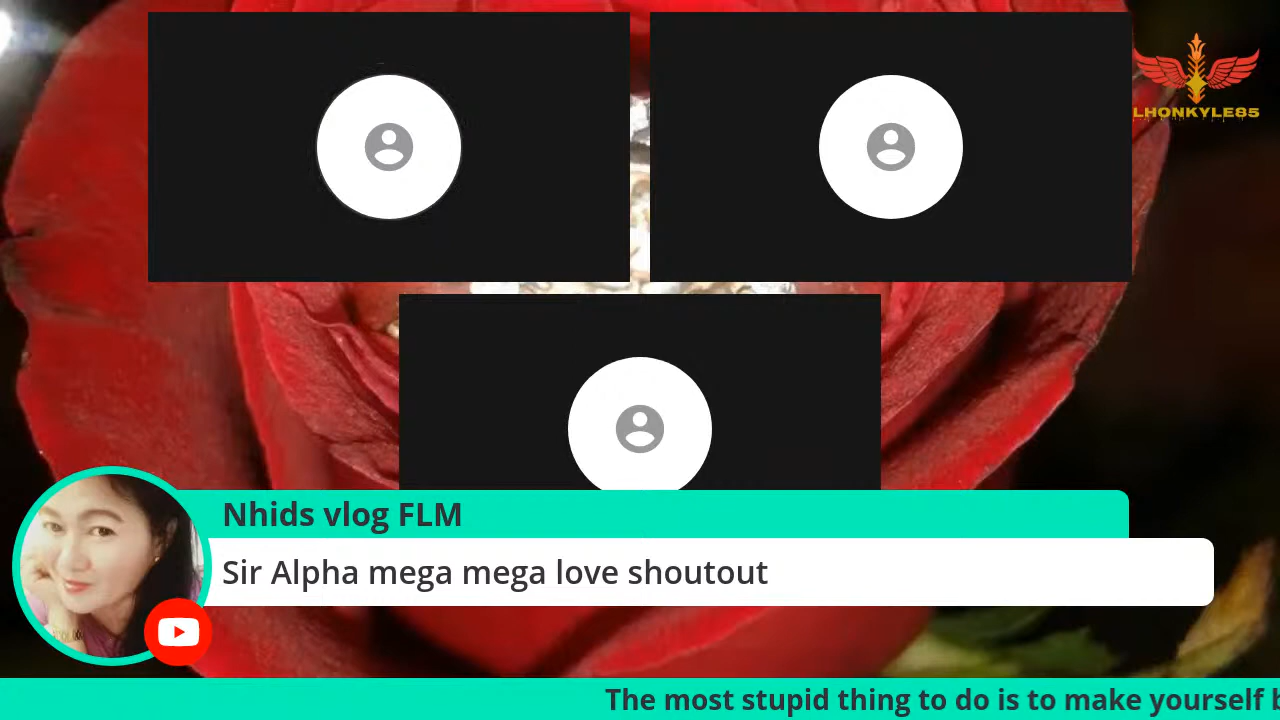 LHONKYLE85
Nhids vlog FLM
Sir Alpha mega mega love shoutout
The most stupid thing to do is to make yourself